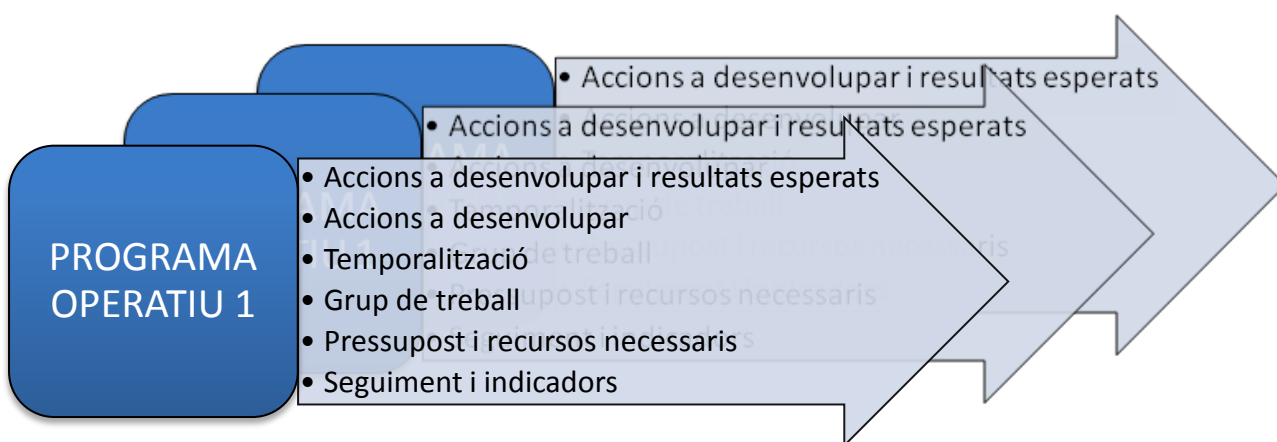 • Accions a desenvolupar i resultats esperats
• Accions a desenvolupar i resultats esperats
PROGRAMA
OPERATIU 1
• Accions a desenvolupar i resultats esperats
• Accions a desenvolupar
• Temporalització
• Grup de treball
• Pressupost i recursos necessaris
• Seguiment i indicadors